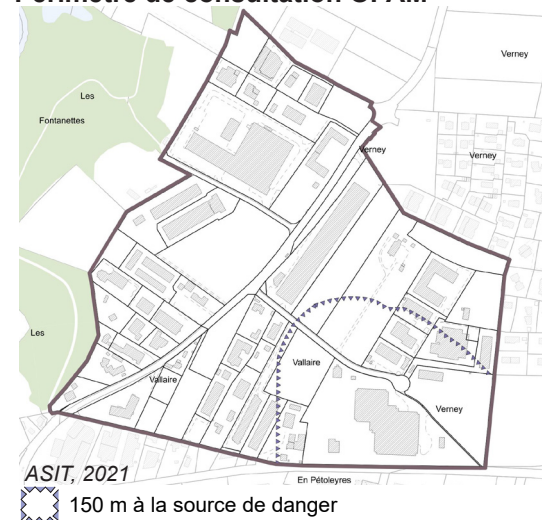 Périmètre de consultation OPAM
Verney
Les
Fontanettes
Verney
Verney
Les
Vallaire
Vallaire
Verney
ASIT, 2021
En Pétoleyres
150 m à la source de danger